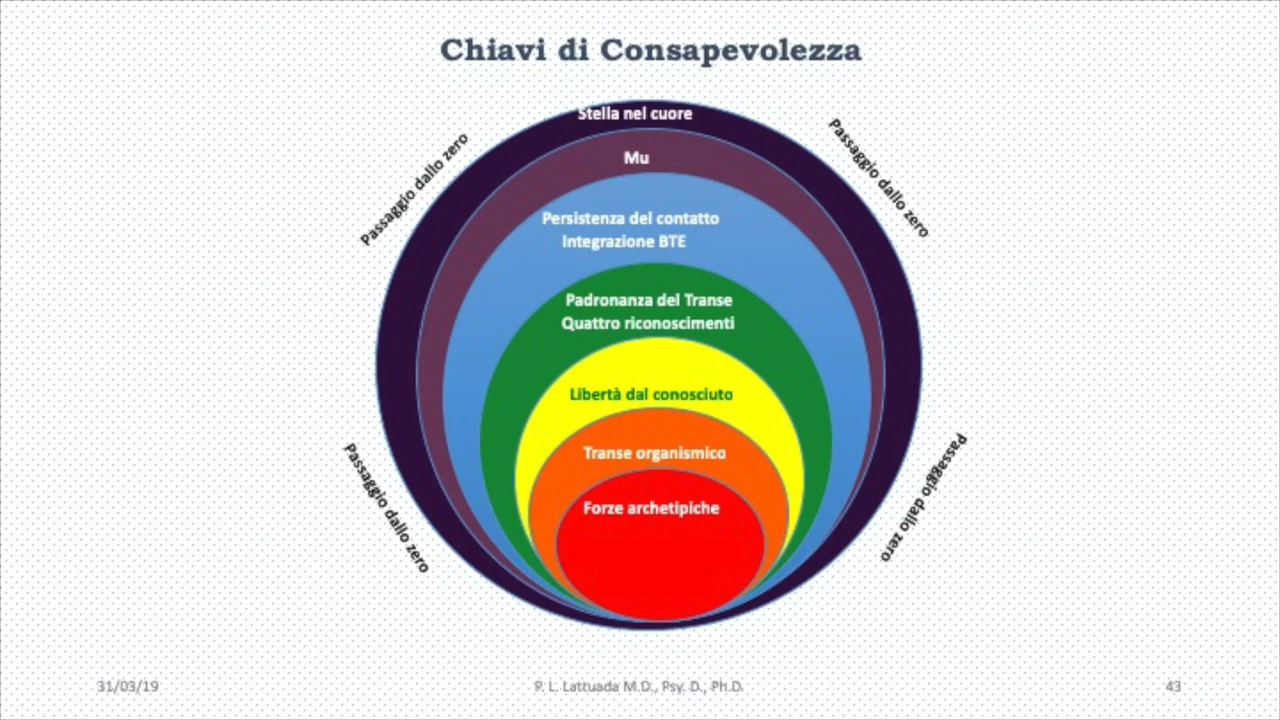 Chiavi di Consapevolezza
Stella nel cuore
Passaggio dallo zero
Passaggio dallo zero
Mu
Persistenza del contatto
Integrazione BTE
Padronanza del Transe
Quattro riconoscimenti
Libertà dal conosciuto
Transe organismico
Forze archetipiche
Passaggio dallo zero
Passaggio dallo zero
31/03/19
P. L. Lattuada M.D., Psy. D., Ph.D.
43